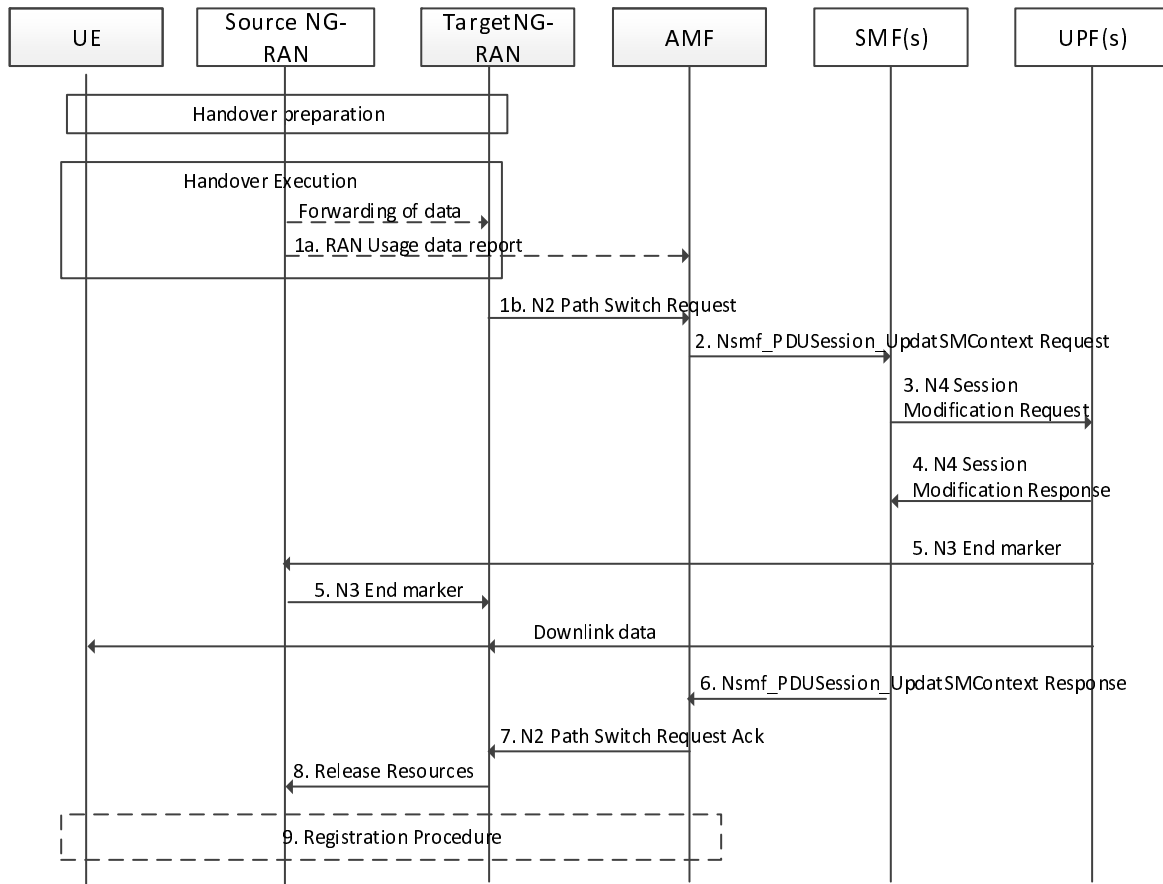 UE
Source NG-
RAN
TargetNG-
RAN
AMF
SMF(s)
UPF(s)
Handover preparation
Handover Execution
Forwarding of data
1a. RAN Usage data report
1b. N2 Path Switch Request
2. Nsmf_PDUSession_UpdatSMContext Request
3. N4 Session
Modification Request
4. N4 Session
Modification Response
5. N3 End marker
5. N3 End marker
Downlink data
6. Nsmf_PDUSession_UpdatSMContext Response
7. N2 Path Switch Request Ack
8. Release Resources
9. Registration Procedure